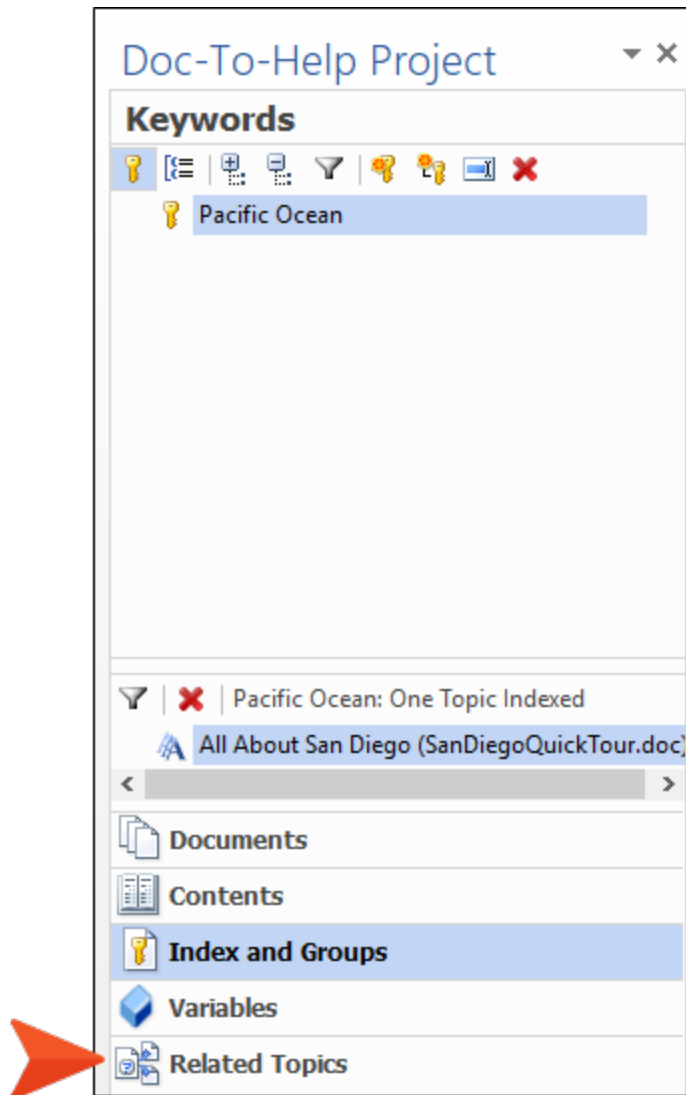 Doc-To-Help Project
Keywords
Pacific Ocean
Pacific Ocean: One Topic Indexed
All About San Diego (SanDiegoQuickTour.doc)
Documents
Contents
Index and Groups
Variables
Related Topics